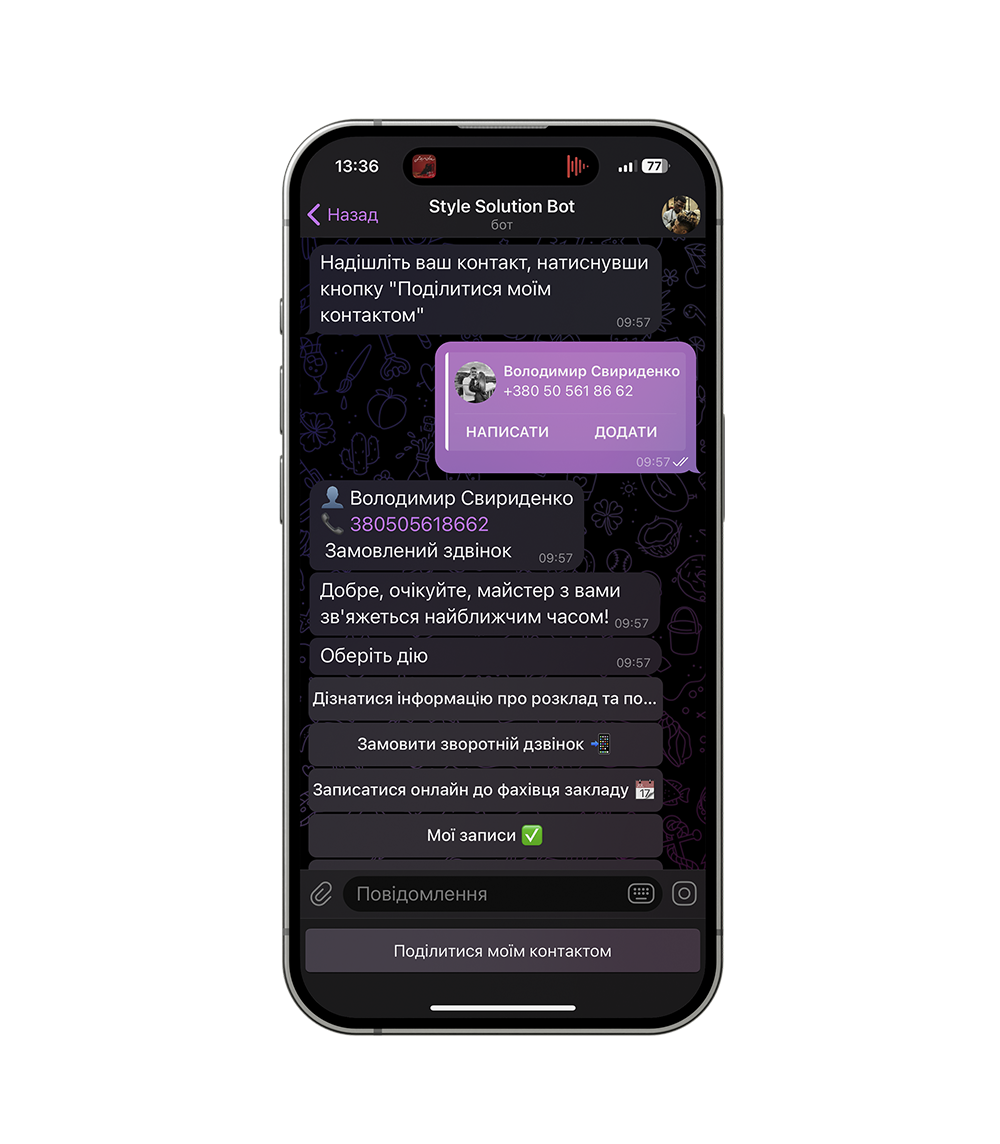 13:36
77
Назад
Style Solution Bot
бот
Надішліть ваш контакт, натиснувши
кнопку "Поділитися моїм
контактом"
09:57
Володимир Свириденко
+380 50 561 86 62
НАПИСАТИ ДОДАТИ
09:57
Володимир Свириденко
380505618662
Замовлений здвінок
09:57
Добре, очікуйте, майстер з вами
зв'яжеться найближчим часом!
09:57
Оберіть дію
09:57
Дізнатися інформацію про розклад та по...
Замовити зворотній дзвінок
Записатися онлайн до фахівця закладу
17
Мої записи
Повідомлення
Поділитися моїм контактом